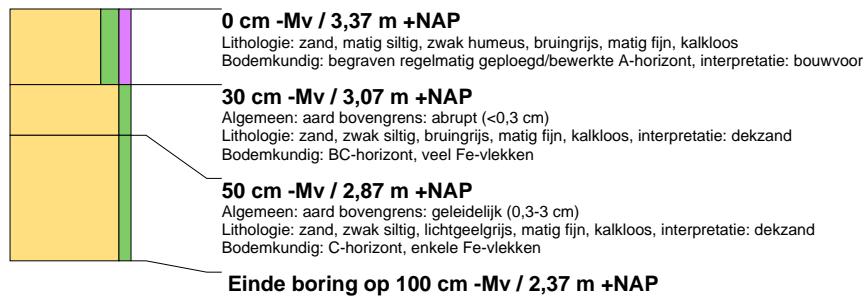 0 cm -Mv / 3,37 m +NAP
Lithologie: zand, matig siltig, zwak humeus, bruingrijs, matig fijn, kalkloos
Bodemkundig: begraven regelmatig geploegd/bewerkte A-horizont, interpretatie: bouwvoor
30 cm -Mv / 3,07 m +NAP
Algemeen: aard bovengrens: abrupt (<0,3 cm)
Lithologie: zand, zwak siltig, bruingrijs, matig fijn, kalkloos, interpretatie: dekzand
Bodemkundig: BC-horizont, veel Fe-vlekken
50 cm -Mv / 2,87 m +NAP
Algemeen: aard bovengrens: geleidelijk (0,3-3 cm)
Lithologie: zand, zwak siltig, lichtgeelgrijs, matig fijn, kalkloos, interpretatie: dekzand
Bodemkundig: C-horizont, enkele Fe-vlekken
Einde boring op 100 cm -Mv / 2,37 m +NAP